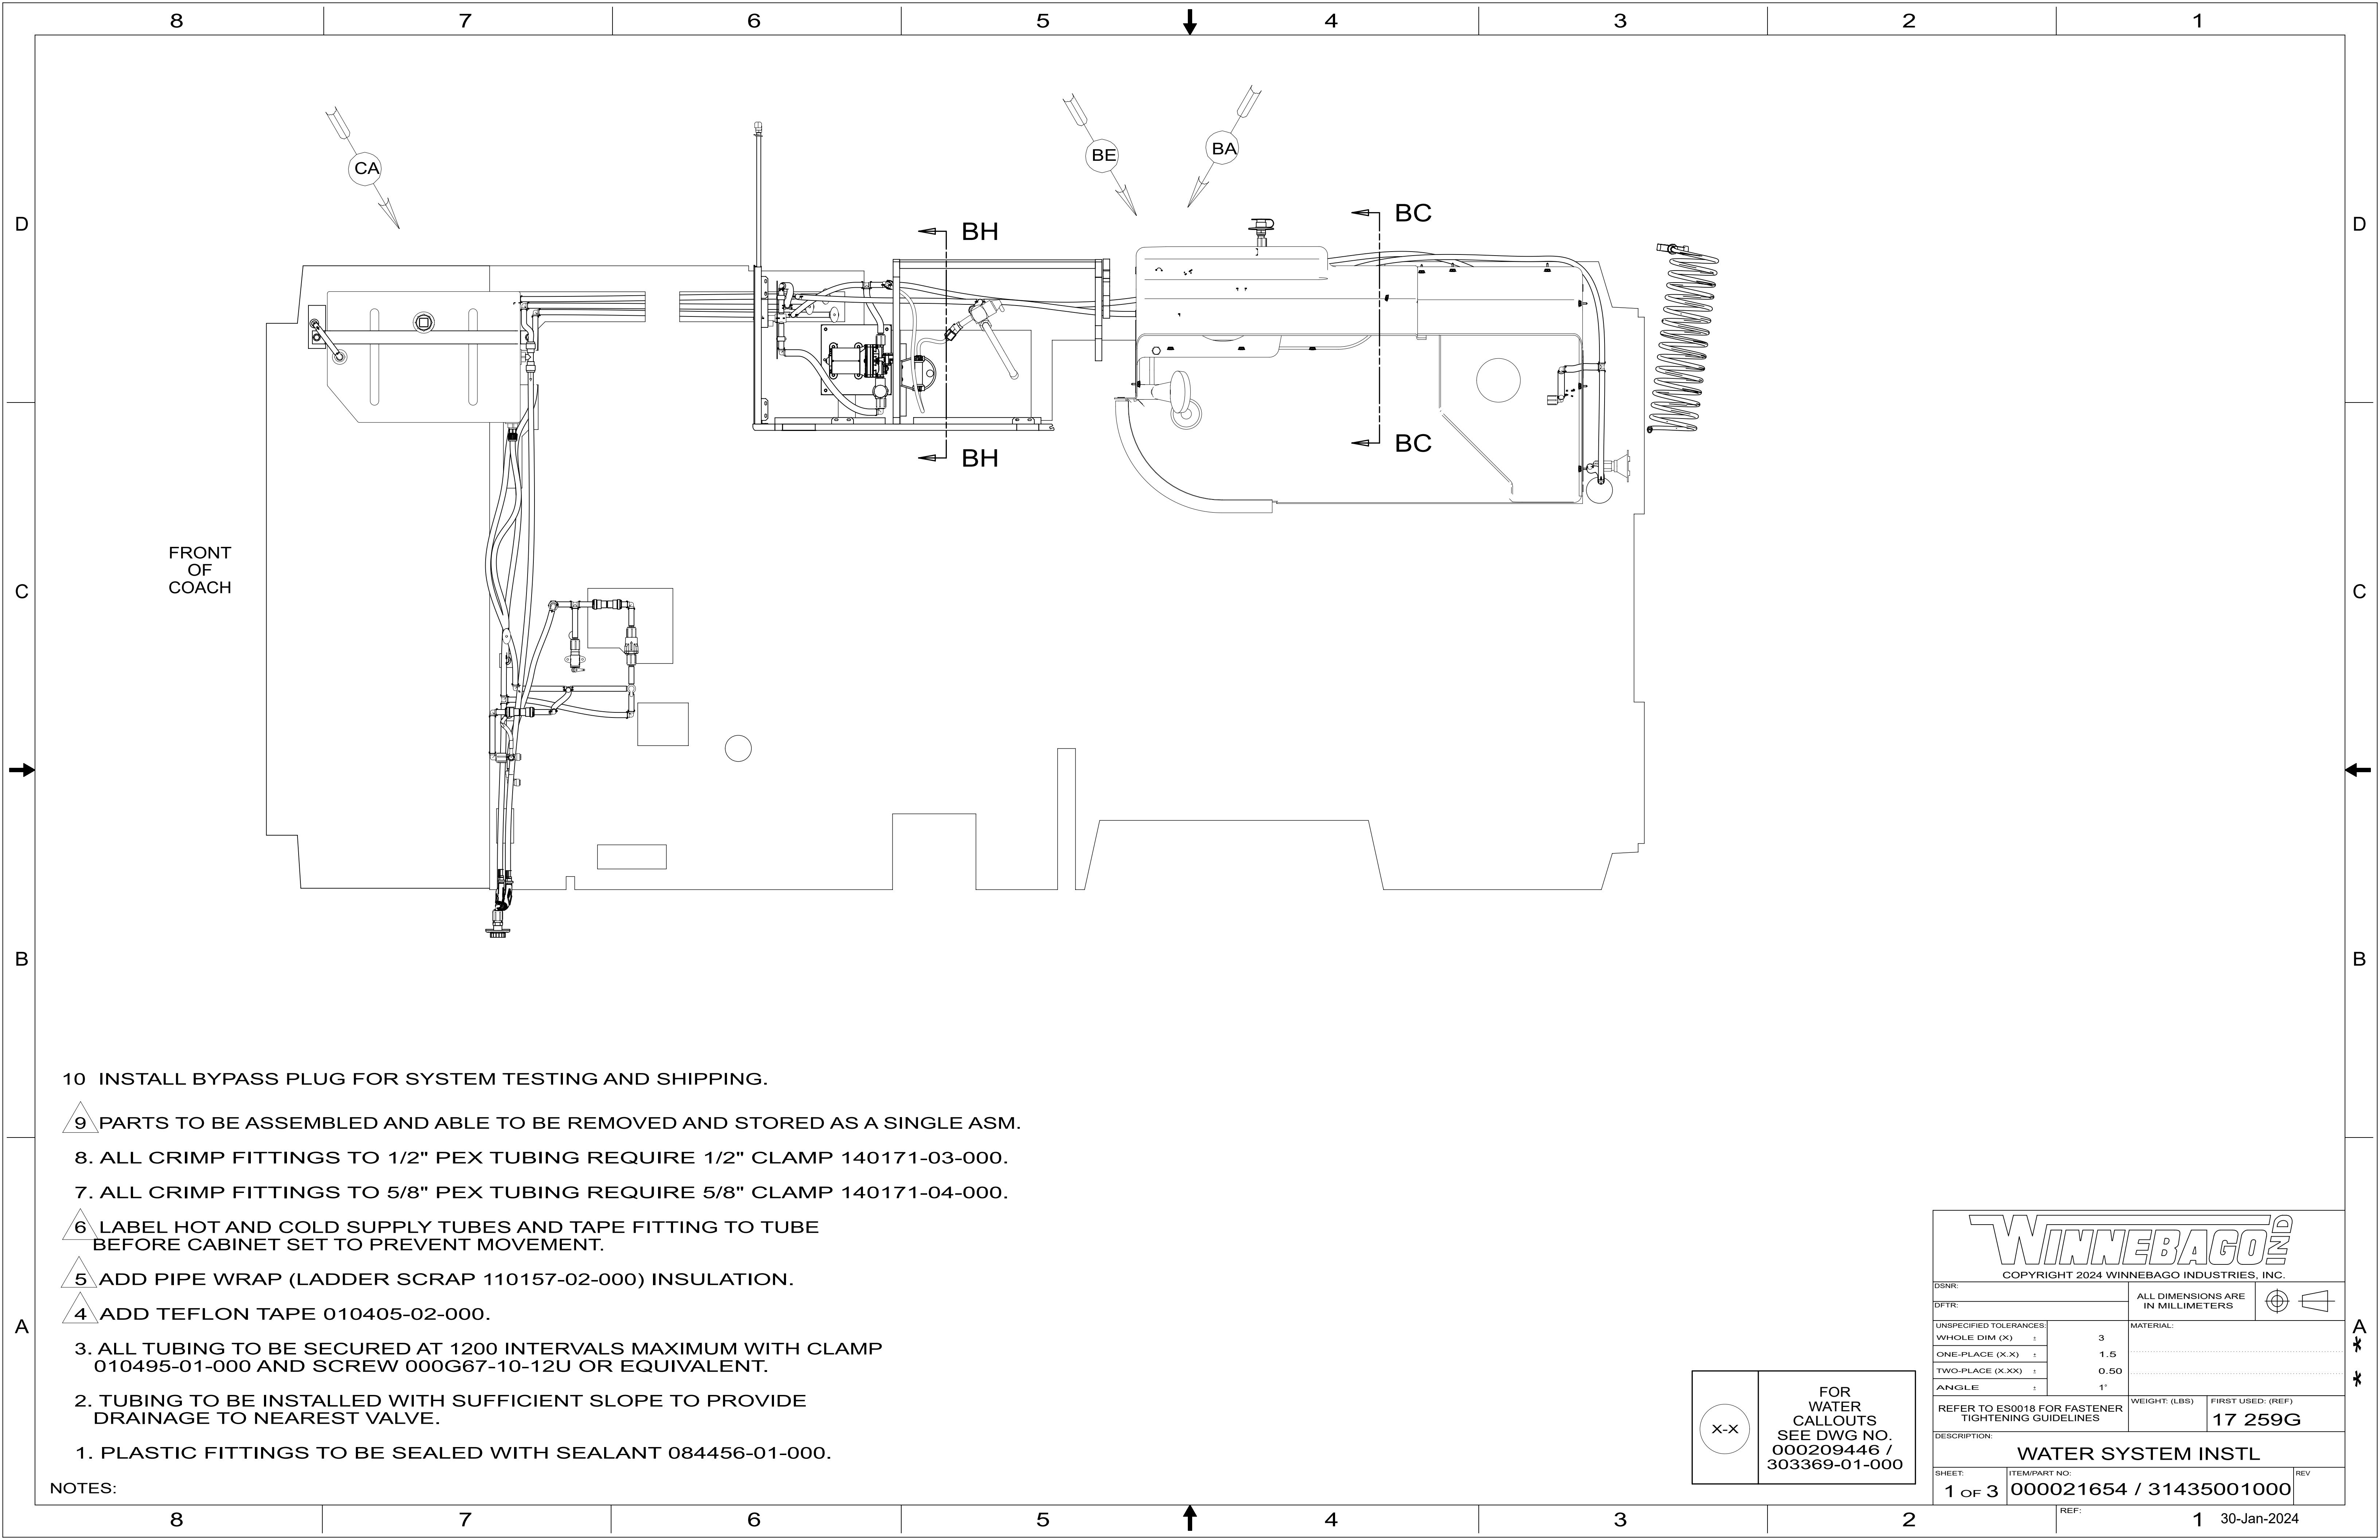 8 7 6 5 4 3 2 1
D D
C C
B B
A A
CA
BE
BA
BH
BH
BC
BC
FRONT
OF
COACH
10 INSTALL BYPASS PLUG FOR SYSTEM TESTING AND SHIPPING.
9 PARTS TO BE ASSEMBLED AND ABLE TO BE REMOVED AND STORED AS A SINGLE ASM.
8. ALL CRIMP FITTINGS TO 1/2" PEX TUBING REQUIRE 1/2" CLAMP 140171-03-000.
7. ALL CRIMP FITTINGS TO 5/8" PEX TUBING REQUIRE 5/8" CLAMP 140171-04-000.
6 LABEL HOT AND COLD SUPPLY TUBES AND TAPE FITTING TO TUBE
BEFORE CABINET SET TO PREVENT MOVEMENT.
5 ADD PIPE WRAP (LADDER SCRAP 110157-02-000) INSULATION.
4 ADD TEFLON TAPE 010405-02-000.
3. ALL TUBING TO BE SECURED AT 1200 INTERVALS MAXIMUM WITH CLAMP
010495-01-000 AND SCREW 000G67-10-12U OR EQUIVALENT.
2. TUBING TO BE INSTALLED WITH SUFFICIENT SLOPE TO PROVIDE
DRAINAGE TO NEAREST VALVE.
1. PLASTIC FITTINGS TO BE SEALED WITH SEALANT 084456-01-000.
NOTES:
X-X
FOR
WATER
CALLOUTS
SEE DWG NO.
000209446 /
303369-01-000
WINNEBAGO IND
COPYRIGHT 2024 WINNEBAGO INDUSTRIES, INC.
DSNR:
DFTR:
ALL DIMENSIONS ARE
IN MILLIMETERS
UNSPECIFIED TOLERANCES:
WHOLE DIM (X) ± 3
ONE-PLACE (X.X) ± 1.5
TWO-PLACE (X.XX) ± 0.50
ANGLE ± 1°
MATERIAL:
REFER TO ES0018 FOR FASTENER
TIGHTENING GUIDELINES
WEIGHT: (LBS)
FIRST USED: (REF)
17 259G
DESCRIPTION:
WATER SYSTEM INSTL
SHEET:
1 OF 3
ITEM/PART NO:
000021654 / 31435001000
REV
REF:
30-Jan-2024
8 7 6 5 4 3 2 1